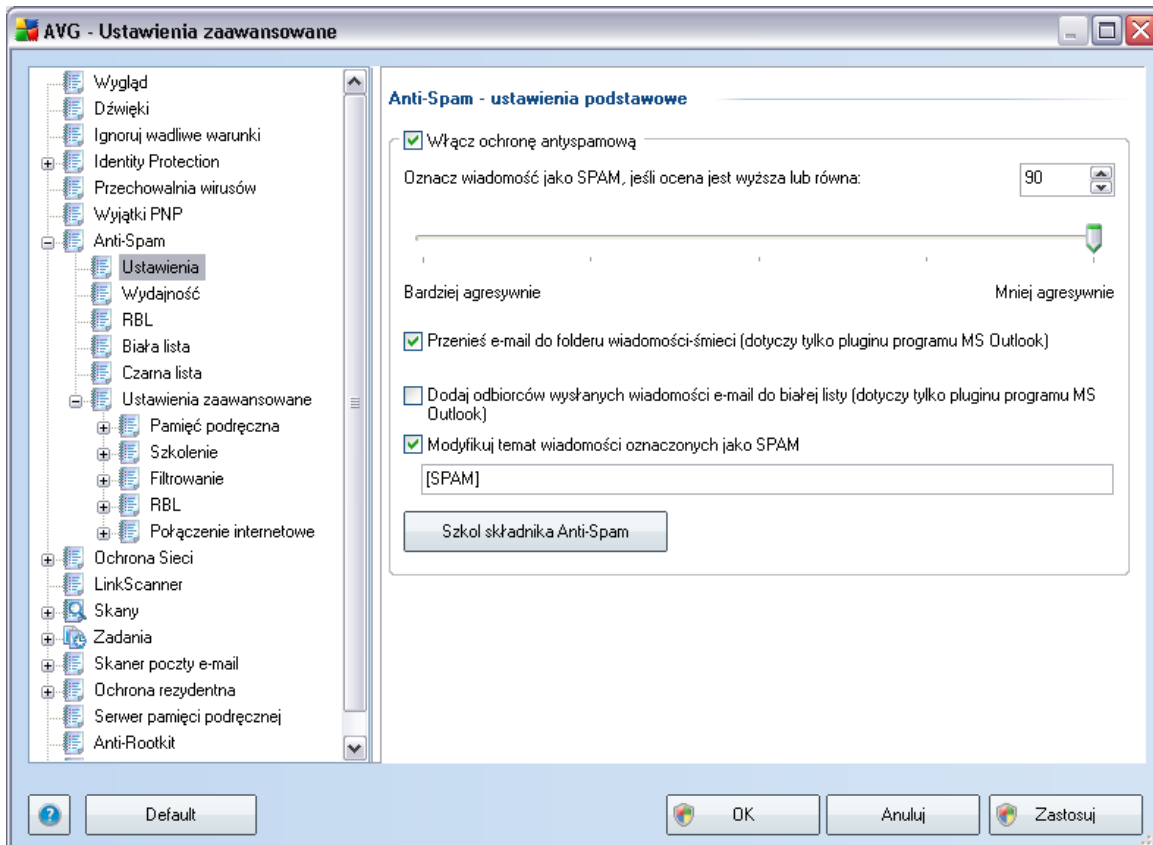 AVG - Ustawienia zaawansowane
Wygląd
Dźwięki
Ignoruj wadliwe warunki
Identity Protection
Przechowalnia wirusów
Wyjątki PNP
Anti-Spam
Ustawienia
Wydajność
RBL
Biała lista
Czarna lista
Ustawienia zaawansowane
Pamięć podręczna
Szkolenie
Filtrowanie
RBL
Połączenie internetowe
Ochrona Sieci
LinkScanner
Skany
Zadania
Skaner poczty e-mail
Ochrona rezydentna
Serwer pamięci podręcznej
Anti-Rootkit
Anti-Spam - ustawienia podstawowe
Włącz ochronę antyspamową
Oznacz wiadomość jako SPAM, jeśli ocena jest wyższa lub równa: 90
Bardziej agresywnie Mniej agresywnie
Przenieś e-mail do folderu wiadomości-śmieci (dotyczy tylko pluginu programu MS Outlook)
Dodaj odbiorców wysłanych wiadomości e-mail do białej listy (dotyczy tylko pluginu programu MS
Outlook)
Modyfikuj temat wiadomości oznaczonych jako SPAM
[SPAM]
Szkol składnika Anti-Spam
Default OK Anuluj Zastosuj